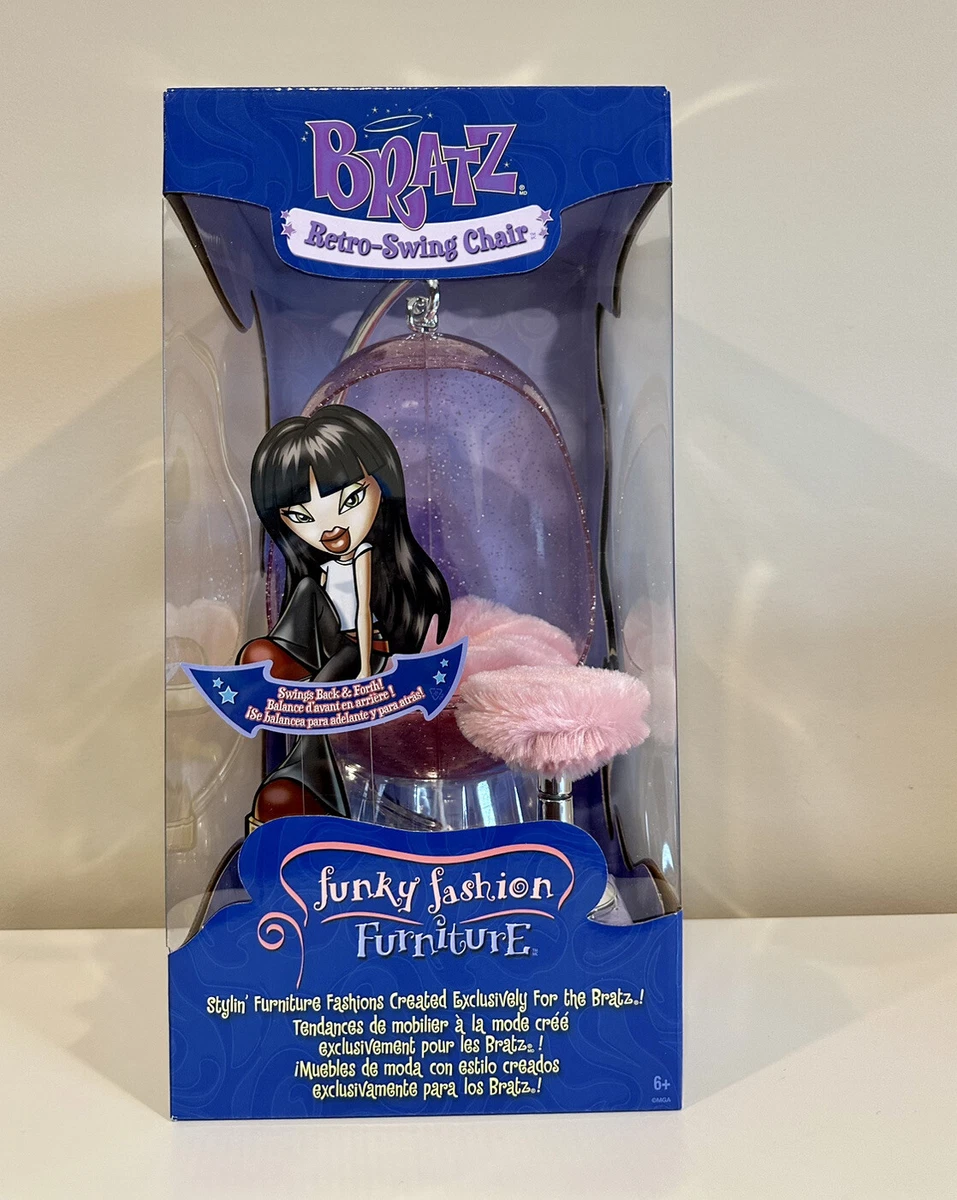 BRATZ
® MD
Retro-Swing Chair
Swings Back & Forth!
Balance d'avant en arrière !
¡Se balancea para adelante y para atrás!
funky fashion
Furniture
Stylin' Furniture Fashions Created Exclusively For the Bratz®!
Tendances de mobilier à la mode créé
exclusivement pour les Bratz !
¡Muebles de moda con estilo creados
exclusivamente para los Bratz®!
6+
©MGA